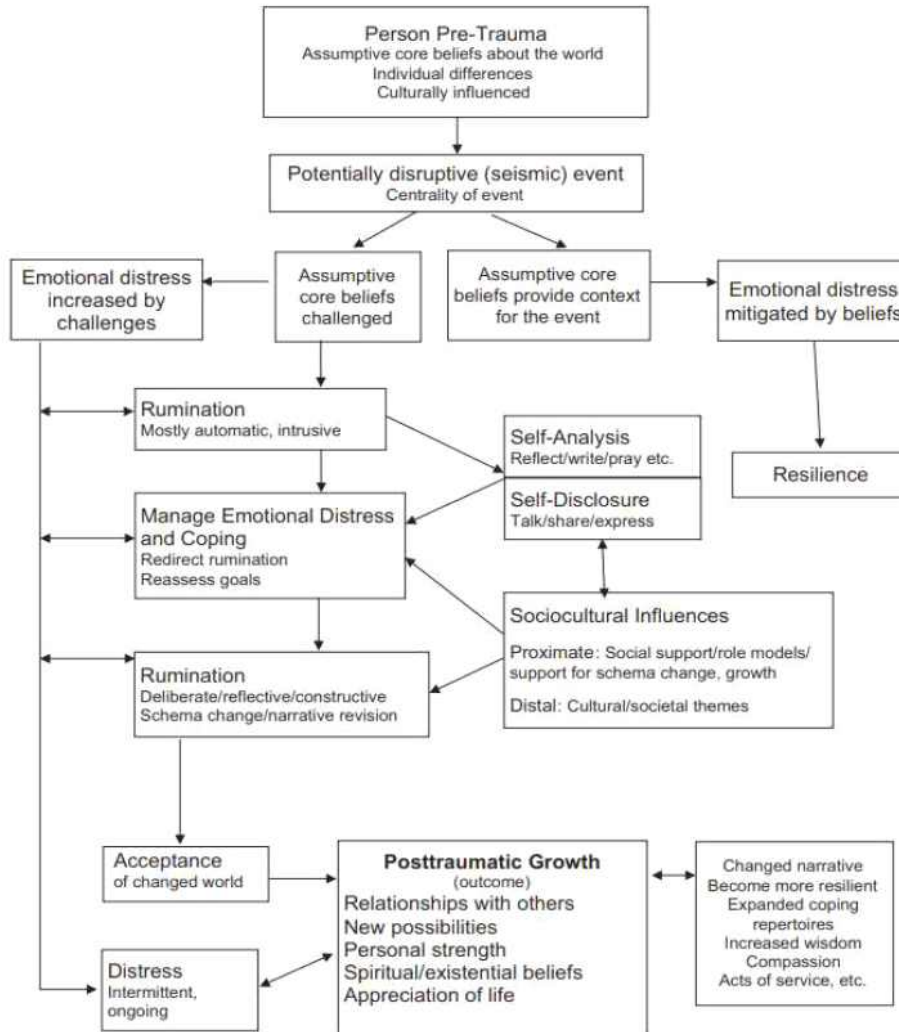 Person Pre-Trauma
Assumptive core beliefs about the world
Individual differences
Culturally influenced
Potentially disruptive (seismic) event
Centrality of event
Emotional distress
increased by
challenges
Assumptive
core beliefs
challenged
Assumptive core
beliefs provide context
for the event
Emotional distress
mitigated by beliefs
Rumination
Mostly automatic, intrusive
Self-Analysis
Reflect/write/pray etc.
Resilience
Self-Disclosure
Talk/share/express
Manage Emotional Distress
and Coping
Redirect rumination
Reassess goals
Sociocultural Influences
Proximate: Social support/role models/
support for schema change, growth
Distal: Cultural/societal themes
Rumination
Deliberate/reflective/constructive
Schema change/narrative revision
Acceptance
of changed world
Posttraumatic Growth
(outcome)
Relationships with others
New possibilities
Personal strength
Spiritual/existential beliefs
Appreciation of life
Changed narrative
Become more resilient
Expanded coping
repertoires
Increased wisdom
Compassion
Acts of service, etc.
Distress
Intermittent,
ongoing